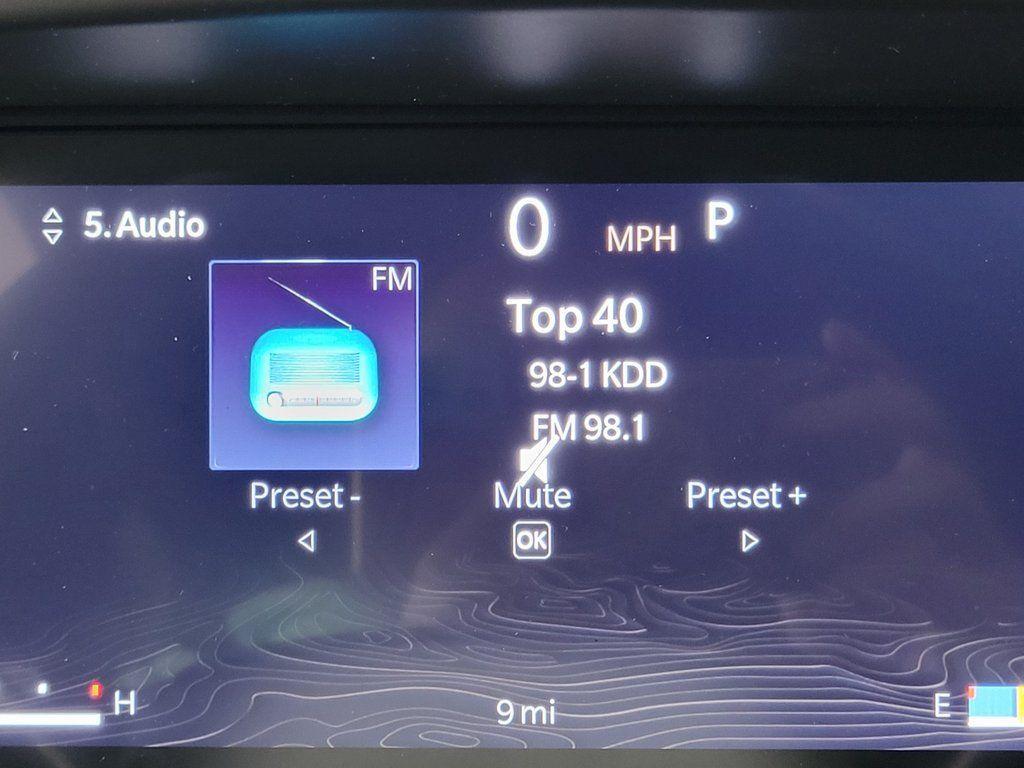 5. Audio
0 MPH P
FM
Top 40
98-1 KDD
FM 98.1
Preset - Mute Preset +
OK
H 9 mi E